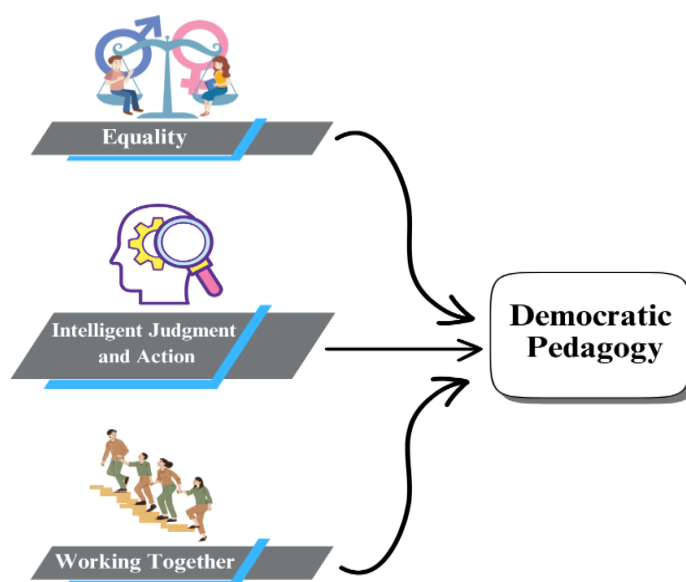 Equality
Intelligent Judgment
and Action
Working Together
Democratic
Pedagogy